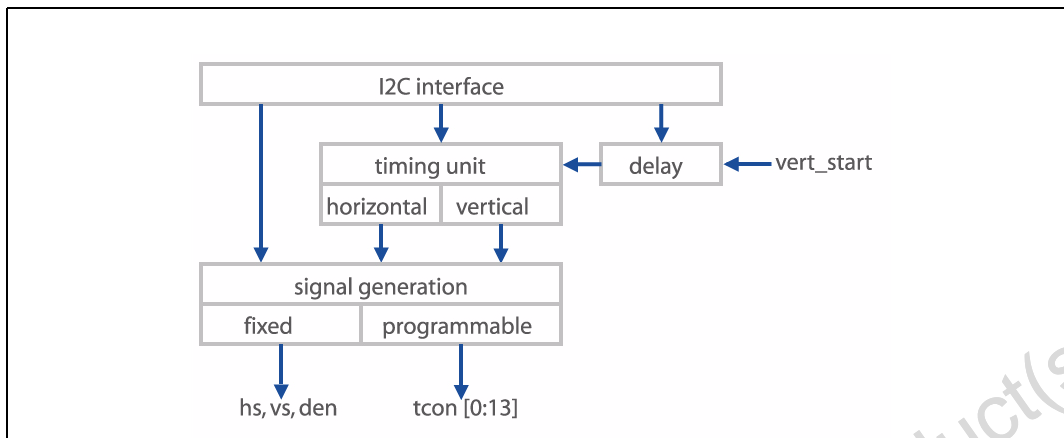 I2C interface
timing unit
delay
vert_start
horizontal
vertical
signal generation
fixed
programmable
hs, vs, den
tcon [0:13]